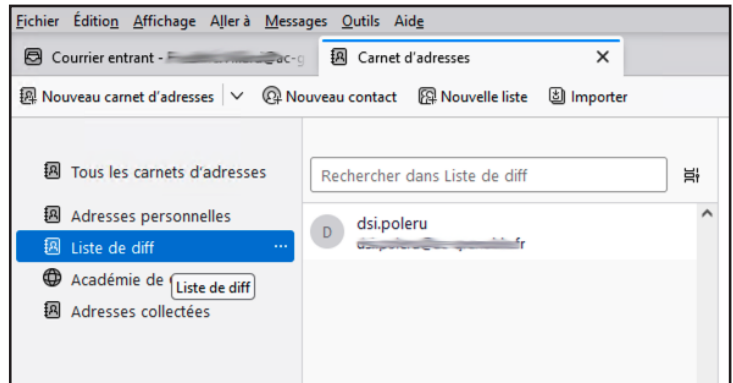 Fichier Édition Affichage Aller à Messages Outils Aide
Courrier entrant - Carnet d'adresses
Nouveau carnet d'adresses Nouveau contact Nouvelle liste Importer
Tous les carnets d'adresses
Rechercher dans Liste de diff
Adresses personnelles
D dsi.poleru
Liste de diff ...
Académie de
Liste de diff
Adresses collectées